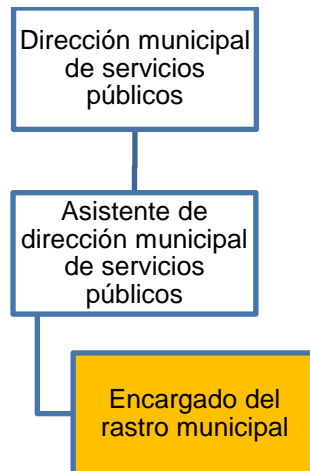 Dirección municipal
de servicios
públicos
Asistente de
dirección municipal
de servicios
públicos
Encargado del
rastro municipal